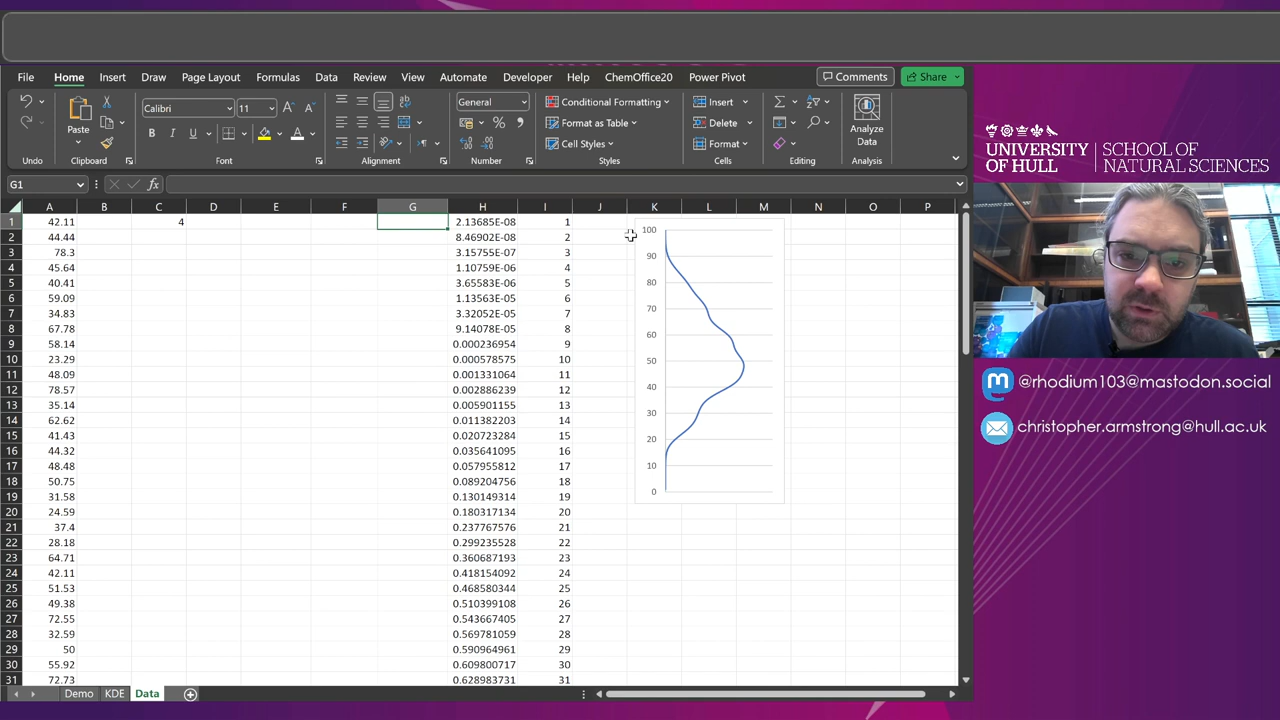 File Home Insert Draw Page Layout Formulas Data Review View Automate Developer Help ChemOffice20 Power Pivot Comments Share
Calibri 11 General Conditional Formatting Insert
Paste Format as Table Delete Analyze Data
B I U A Cell Styles Format
Undo Clipboard Font Alignment Number Styles Cells Editing Analysis
UNIVERSITY OF HULL SCHOOL OF NATURAL SCIENCES
G1 fx
A B C D E F G H I J K L M N O P
1 42.11 4 2.13685E-08 1
2 44.44 8.46902E-08 2
3 78.3 3.15755E-07 3
4 45.64 1.10759E-06 4
5 40.41 3.65583E-06 5
6 59.09 1.13563E-05 6
7 34.83 3.32052E-05 7
8 67.78 9.14078E-05 8
9 58.14 0.000236954 9
10 23.29 0.000578575 10
11 48.09 0.001331064 11
12 78.57 0.002886239 12
13 35.14 0.005901155 13
14 62.62 0.011382203 14
15 41.43 0.020723284 15
16 44.32 0.035641095 16
17 48.48 0.057955812 17
18 50.75 0.089204756 18
19 31.58 0.130149314 19
20 24.59 0.180317134 20
21 37.4 0.237767576 21
22 28.18 0.299235528 22
23 64.71 0.360687193 23
24 42.11 0.418154092 24
25 51.53 0.468580344 25
26 49.38 0.510399108 26
27 72.55 0.543667405 27
28 32.59 0.569781059 28
29 50 0.590964961 29
30 55.92 0.609800717 30
31 72.73 0.628983731 31
100
90
80
70
60
50
40
30
20
10
0
@rhodium103@mastodon.social
christopher.armstrong@hull.ac.uk
Demo KDE Data